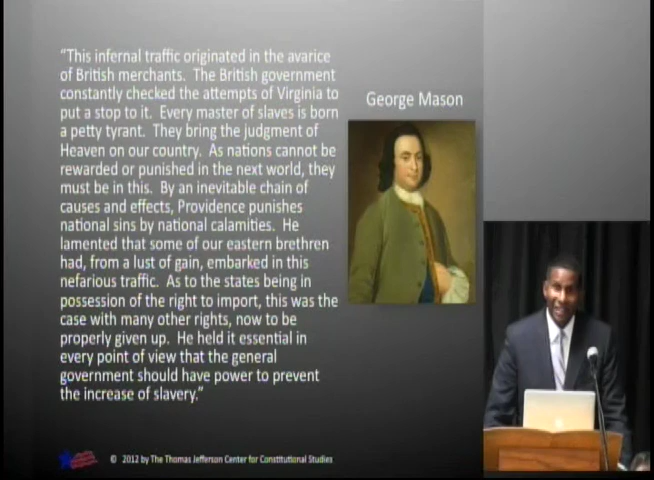 “This infernal traffic originated in the avarice
of British merchants. The British government
constantly checked the attempts of Virginia to
put a stop to it. Every master of slaves is born
a petty tyrant. They bring the judgment of
Heaven on our country. As nations cannot be
rewarded or punished in the next world, they
must be in this. By an inevitable chain of
causes and effects, Providence punishes
national sins by national calamities. He
lamented that some of our eastern brethren
had, from a lust of gain, embarked in this
nefarious traffic. As to the states being in
possession of the right to import, this was the
case with many other rights, now to be
properly given up. He held it essential in
every point of view that the general
government should have power to prevent
the increase of slavery.”
George Mason
© 2012 by The Thomas Jefferson Center for Constitutional Studies